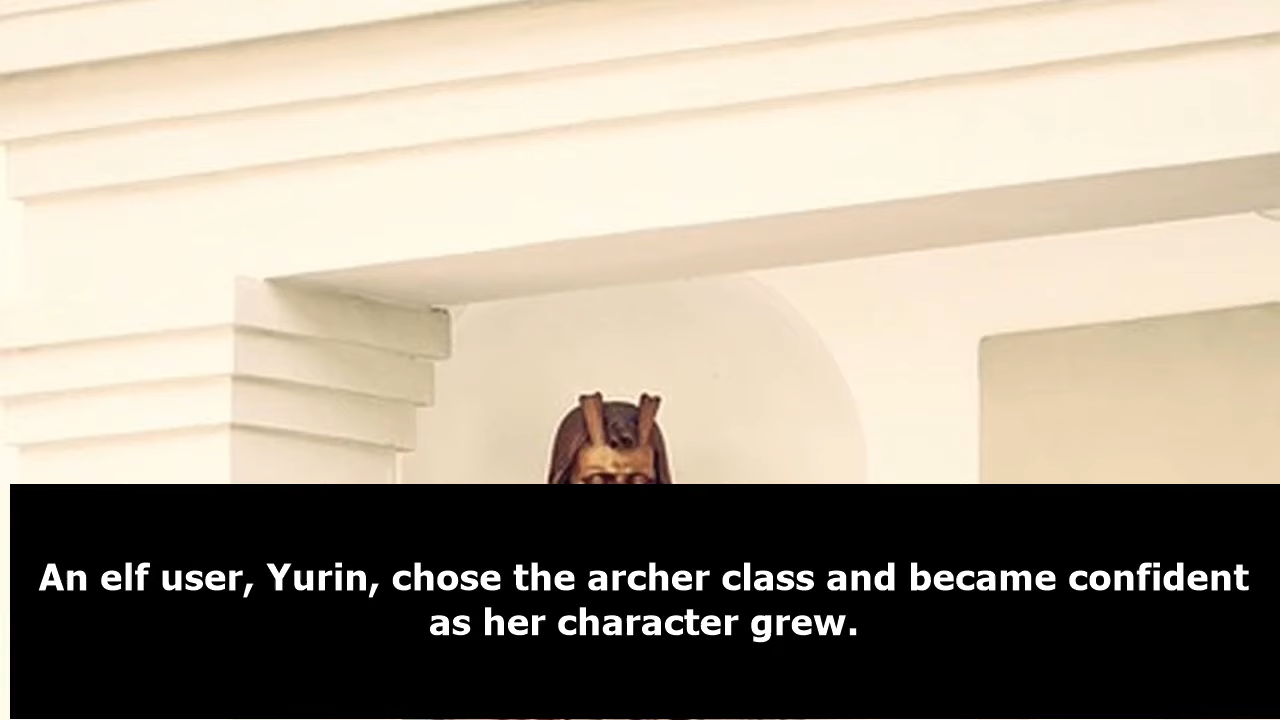 An elf user, Yurin, chose the archer class and became confident
as her character grew.